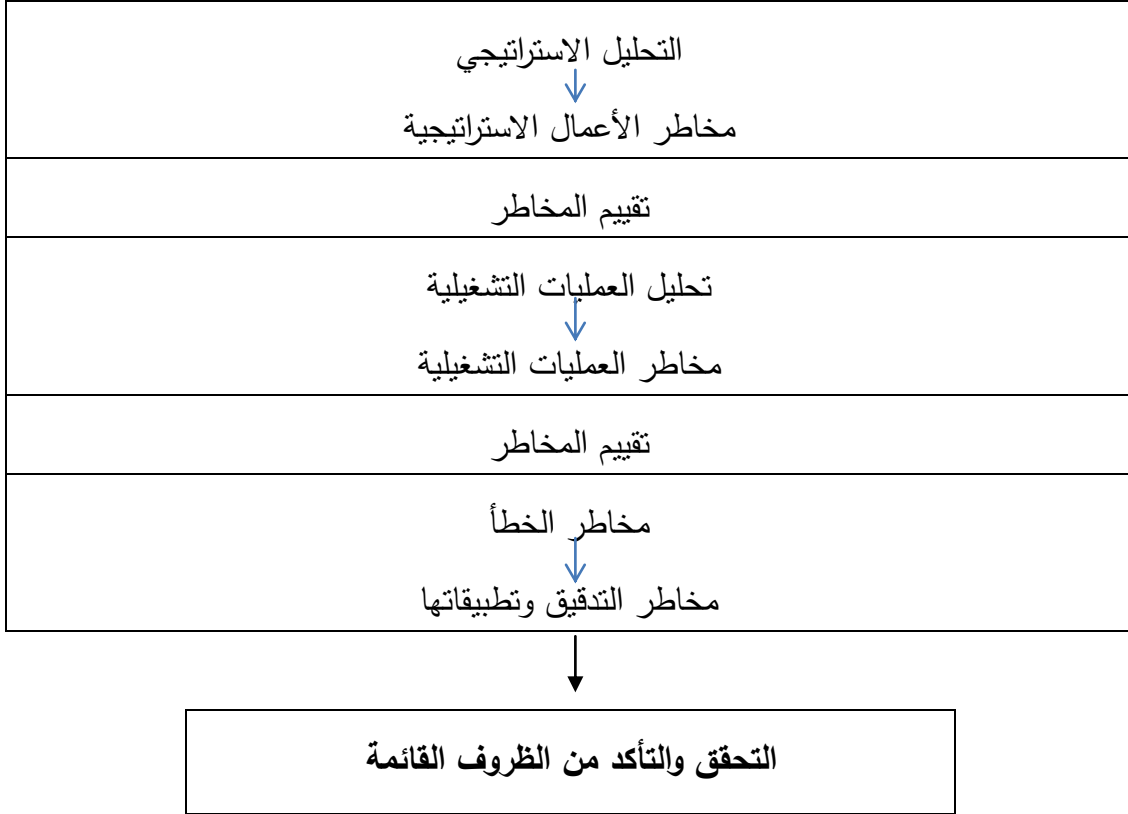 التحليل الاستراتيجي
مخاطر الأعمال الاستراتيجية
تقييم المخاطر
تحليل العمليات التشغيلية
مخاطر العمليات التشغيلية
تقييم المخاطر
مخاطر الخطأ
مخاطر التدقيق وتطبيقاتها
التحقق والتأكد من الظروف القائمة